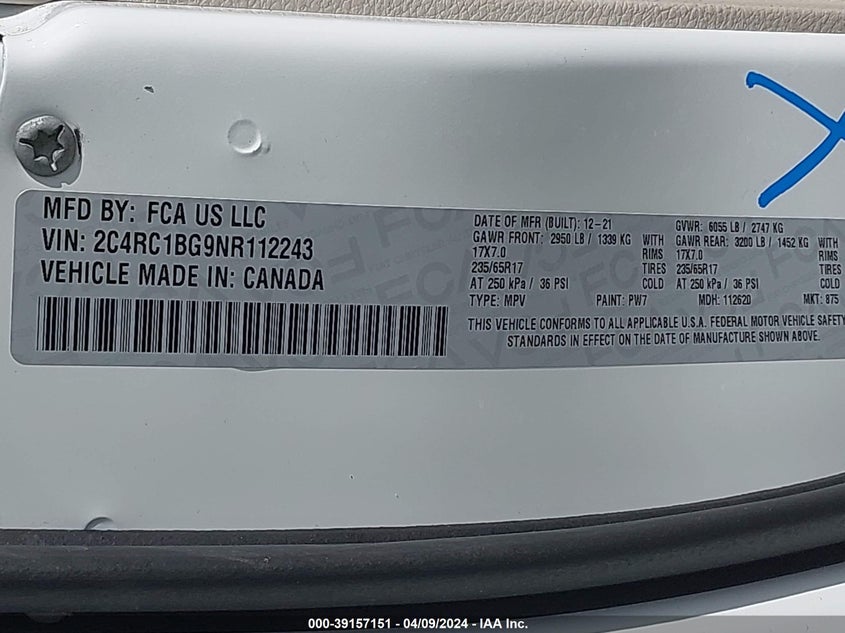 MFD BY: FCA US LLC
VIN: 2C4RC1BG9NR112243
VEHICLE MADE IN: CANADA
DATE OF MFR (BUILT): 12-21 GVWR: 6055 LB / 2747 KG
GAWR FRONT: 2950 LB / 1339 KG WITH GAWR REAR: 3200 LB / 1452 KG WITH
17X7.0 RIMS 17X7.0 RIMS
235/65R17 TIRES 235/65R17 TIRES
AT 250 kPa / 36 PSI COLD AT 250 kPa / 36 PSI COLD
TYPE: MPV PAINT: PW7 MDH: 112620 MKT: 875
THIS VEHICLE CONFORMS TO ALL APPLICABLE U.S.A. FEDERAL MOTOR VEHICLE SAFETY
STANDARDS IN EFFECT ON THE DATE OF MANUFACTURE SHOWN ABOVE.
000-39157151 - 04/09/2024 - IAA Inc.